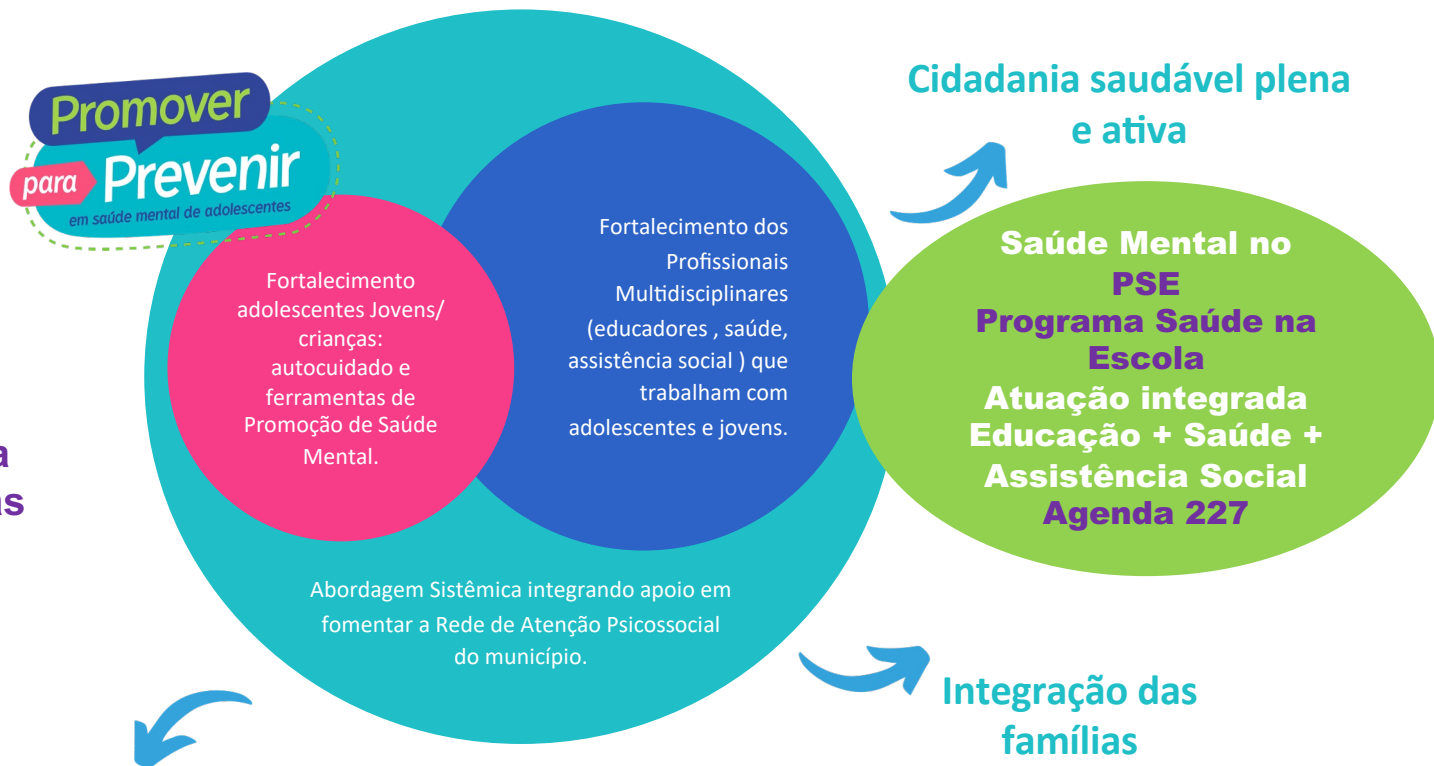 Promover
para Prevenir
em saúde mental de adolescentes
Cidadania saudável plena
e ativa
Fortalecimento
adolescentes Jovens/
crianças:
autocuidado e
ferramentas de
Promoção de Saúde
Mental.
Fortalecimento dos
Profissionais
Multidisciplinares
(educadores , saúde,
assistência social ) que
trabalham com
adolescentes e jovens.
Saúde Mental no
PSE
Programa Saúde na
Escola
Atuação integrada
Educação + Saúde +
Assistência Social
Agenda 227
Abordagem Sistêmica integrando apoio em
fomentar a Rede de Atenção Psicossocial
do município.
Integração das
famílias